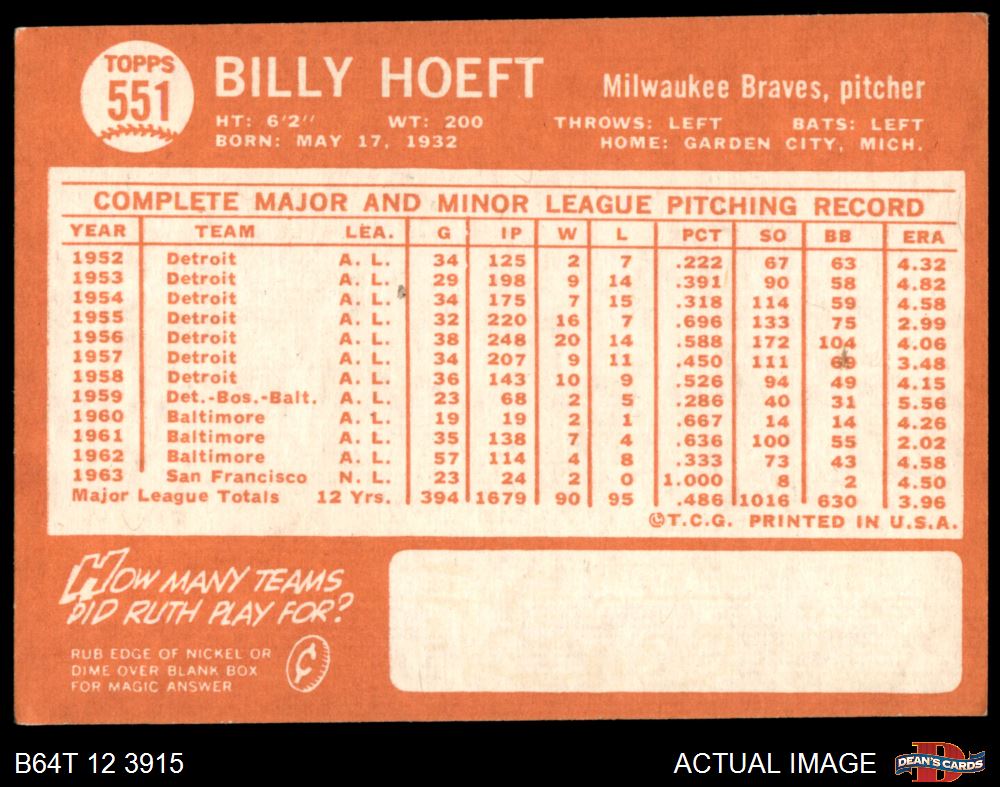 TOPPS
551
BILLY HOEFT
Milwaukee Braves, pitcher
HT: 6'2" WT: 200 THROWS: LEFT BATS: LEFT
BORN: MAY 17, 1932 HOME: GARDEN CITY, MICH.
COMPLETE MAJOR AND MINOR LEAGUE PITCHING RECORD
YEAR TEAM LEA. G IP W L PCT SO BB ERA
1952 Detroit A. L. 34 125 2 7 .222 67 63 4.32
1953 Detroit A. L. 29 198 9 14 .391 90 58 4.82
1954 Detroit A. L. 34 175 7 15 .318 114 59 4.58
1955 Detroit A. L. 32 220 16 7 .696 133 75 2.99
1956 Detroit A. L. 38 248 20 14 .588 172 104 4.06
1957 Detroit A. L. 34 207 9 11 .450 111 69 3.48
1958 Detroit A. L. 36 143 10 9 .526 94 49 4.15
1959 Det.-Bos.-Balt. A. L. 23 68 2 5 .286 40 31 5.56
1960 Baltimore A. L. 19 19 2 1 .667 14 14 4.26
1961 Baltimore A. L. 35 138 7 4 .636 100 55 2.02
1962 Baltimore A. L. 57 114 4 8 .333 73 43 4.58
1963 San Francisco N. L. 23 24 2 0 1.000 8 2 4.50
Major League Totals 12 Yrs. 394 1679 90 95 .486 1016 630 3.96
©T.C.G. PRINTED IN U.S.A.
HOW MANY TEAMS
DID RUTH PLAY FOR?
RUB EDGE OF NICKEL OR
DIME OVER BLANK BOX
FOR MAGIC ANSWER
¢
B64T 12 3915
ACTUAL IMAGE
DEAN'S CARDS